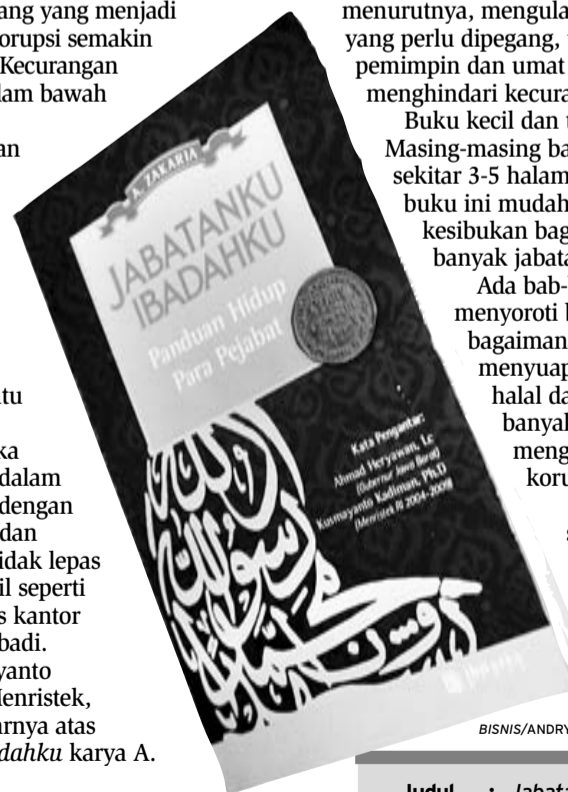 ang yang menjadi
orupsi semakin
Kecurangan
lam bawah
an
tu
ka
dalam
dengan
dan
idak lepas
il seperti
s kantor
badi.
yanto
Menristek,
arnya atas
dahku karya A.
A. ZAKARIA
JABATANKU
IBADAHKU
Panduan Hidup
Para Pejabat
Kata Pengantar:
Ahmad Heryawan, Lc
(Gubernur Jawa Barat)
Kusmayanto Kadiman, Ph.D
(Menristek RI 2004-2009)
menurutnya, mengula
yang perlu dipegang,
pemimpin dan umat
menghindari kecura
Buku kecil dan
Masing-masing ba
sekitar 3-5 halam
buku ini mudah
kesibukan bag
banyak jabata
Ada bab-
menyoroti
bagaiman
menyuap
halal da
banyak
meng
koru
s
BISNIS/ANDRY
Judul : Jabata